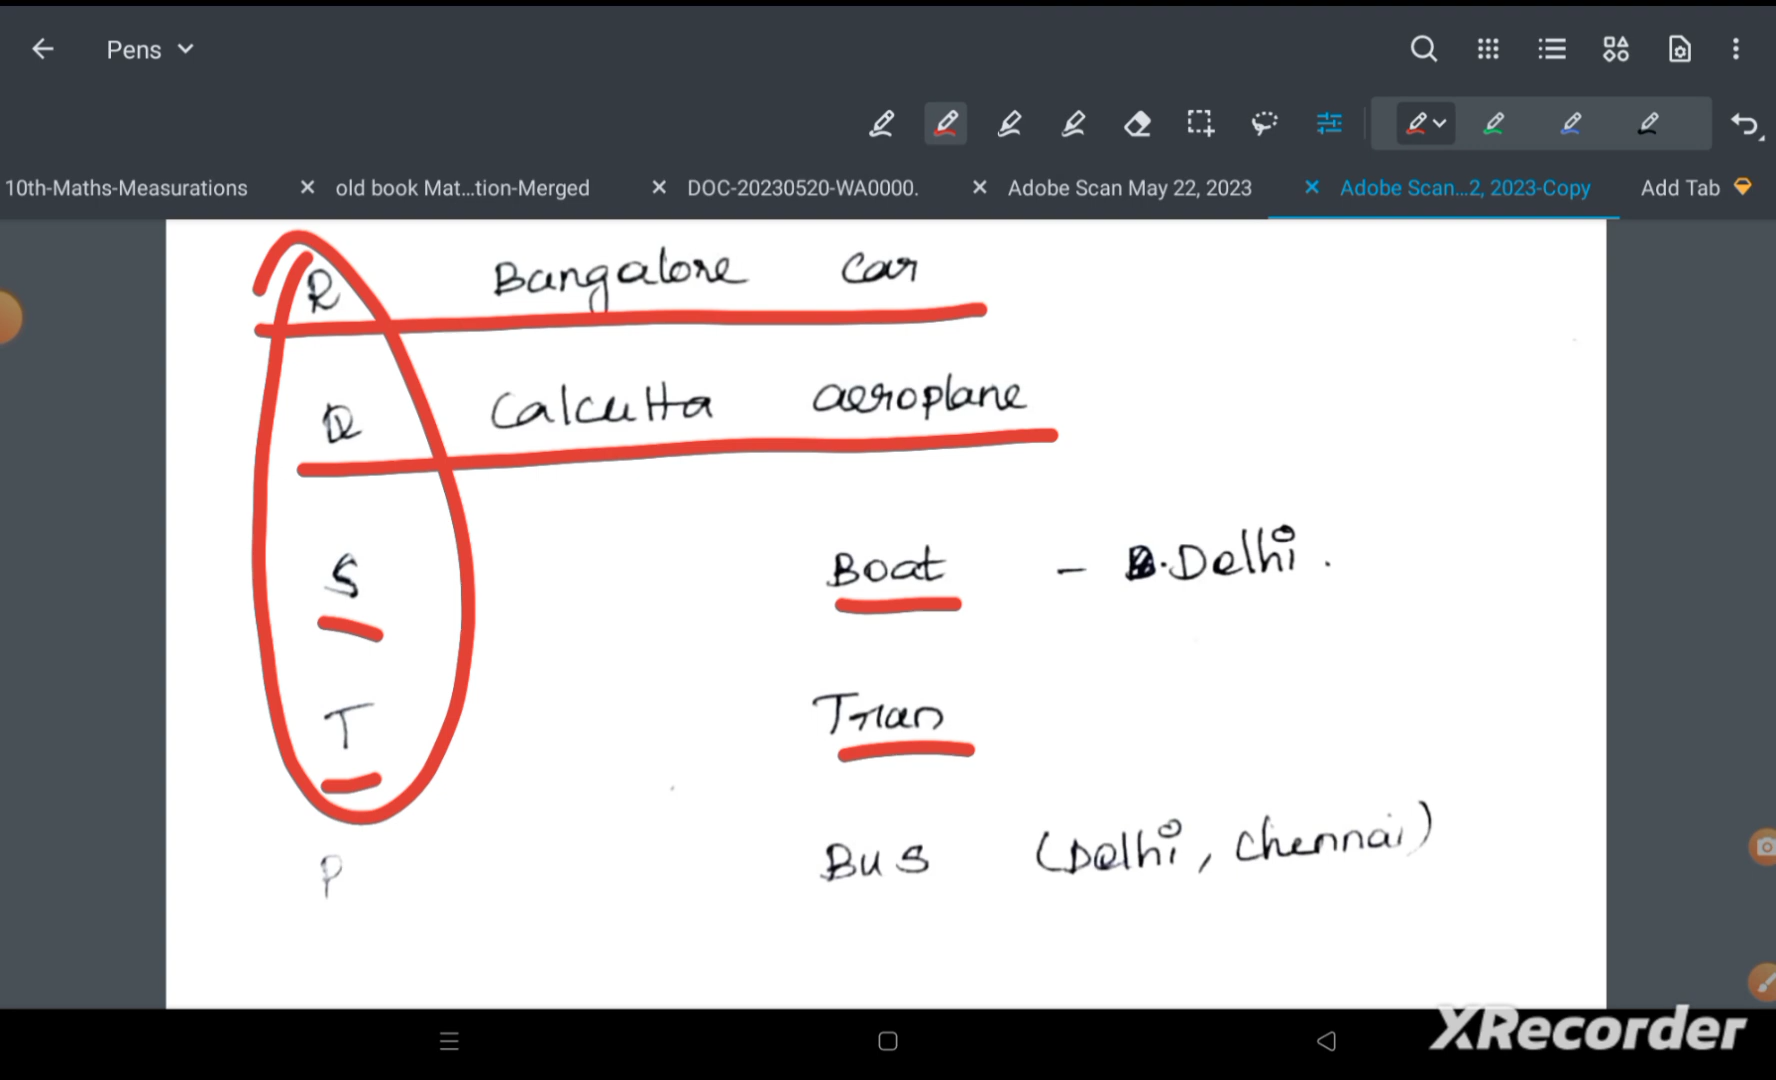 Pens
10th-Maths-Measurations
old book Mat...tion-Merged
DOC-20230520-WA0000.
Adobe Scan May 22, 2023
Adobe Scan...2, 2023-Copy
Add Tab
R Bangalore Car
Q Calcutta aeroplane
S Boat - Delhi.
T Trian
P Bus (Delhi, Chennai)
XRecorder